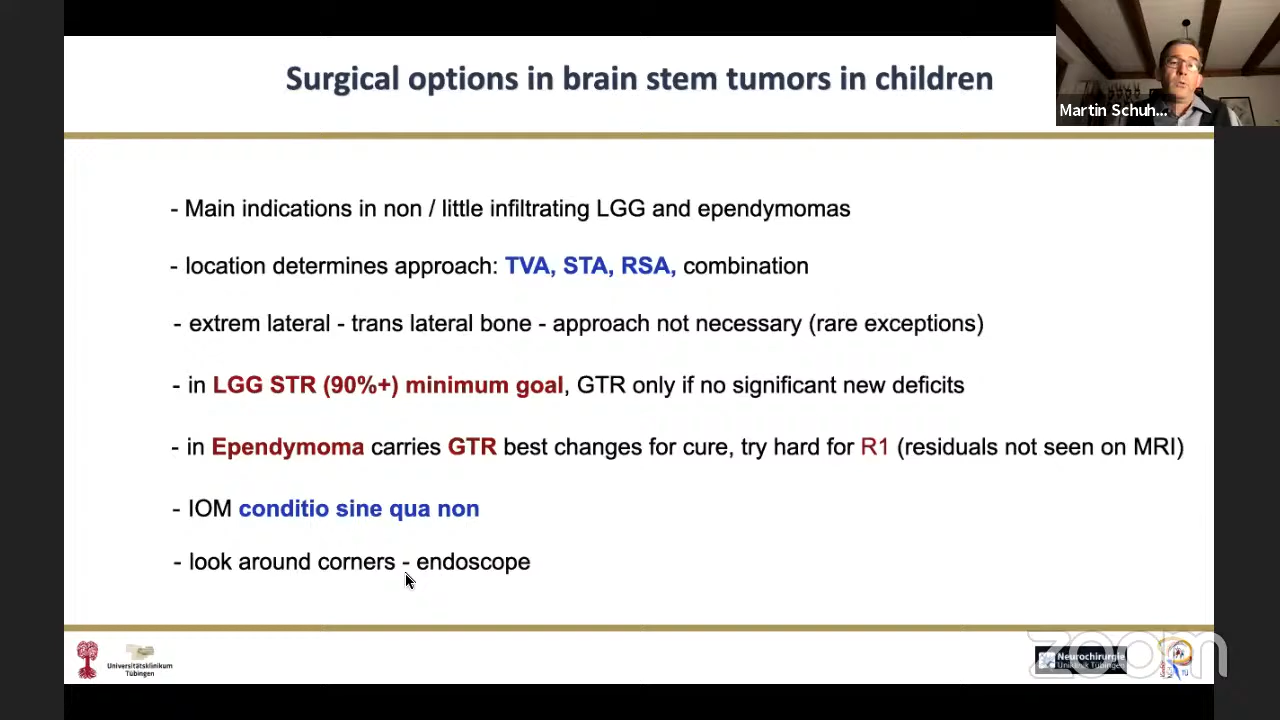 Surgical options in brain stem tumors in children
Martin Schuh...
- Main indications in non / little infiltrating LGG and ependymomas
- location determines approach: TVA, STA, RSA, combination
- extrem lateral - trans lateral bone - approach not necessary (rare exceptions)
- in LGG STR (90%+) minimum goal, GTR only if no significant new deficits
- in Ependymoma carries GTR best changes for cure, try hard for R1 (residuals not seen on MRI)
- IOM conditio sine qua non
- look around corners - endoscope
Universitätsklinikum
Tübingen
Neurochirurgie
Uniklinik Tübingen
zoom